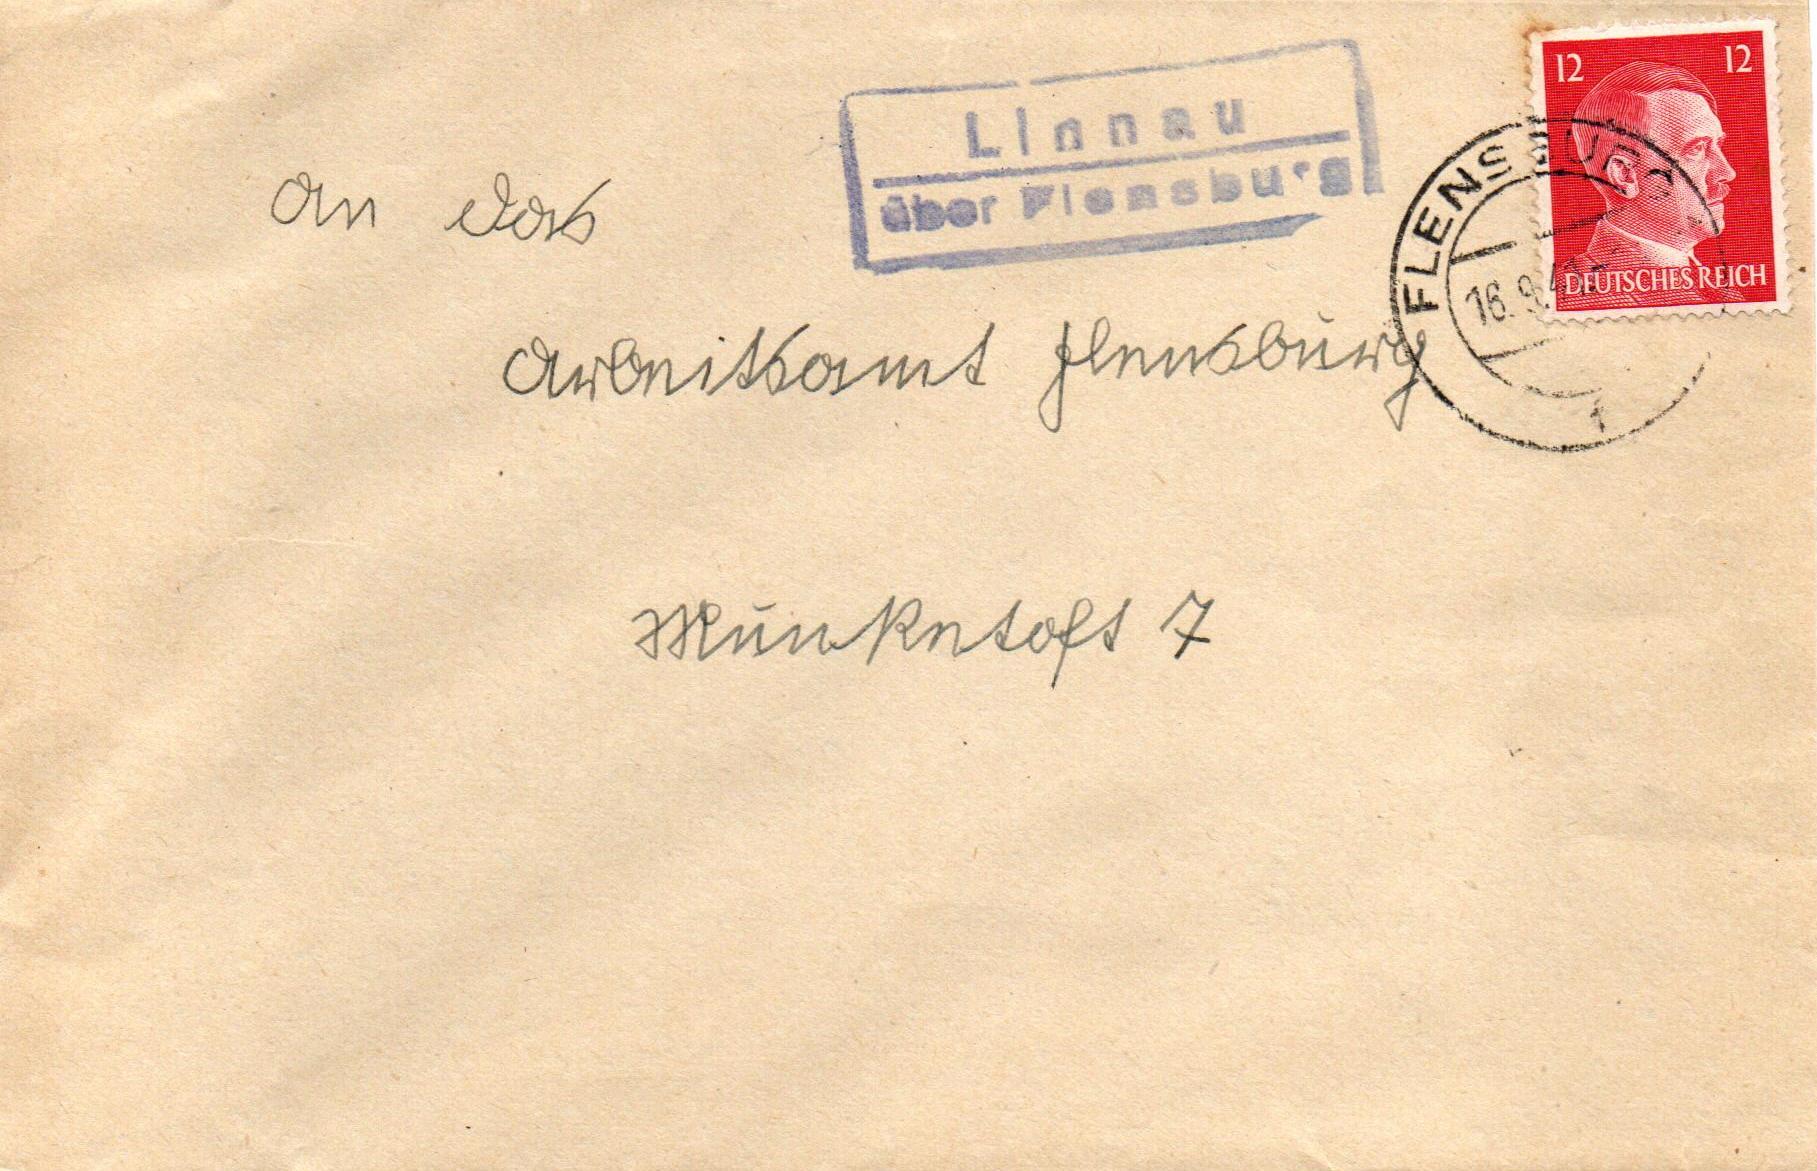 12 12
Linnau
über Flensburg
FLENSBURG
16.9.4
1
DEUTSCHES REICH
An das
Arbeitsamt Flensburg
Munketoft 7